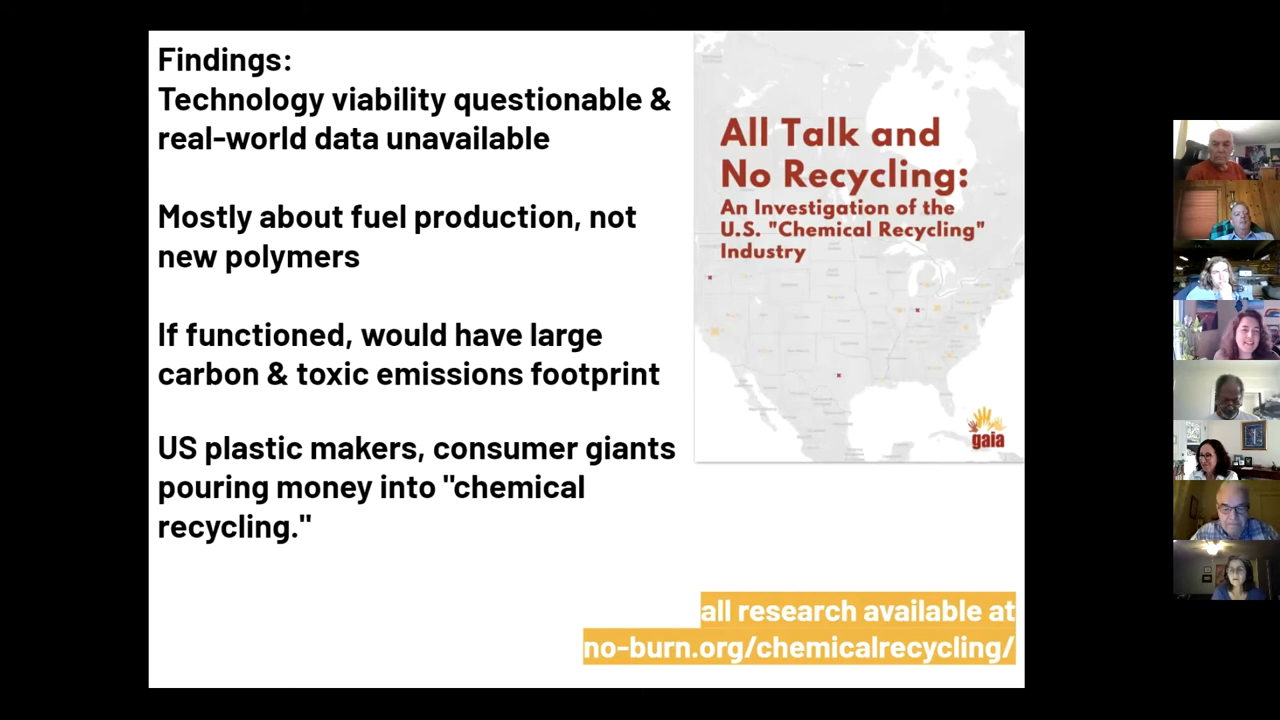 Findings:
Technology viability questionable &
real-world data unavailable
Mostly about fuel production, not
new polymers
If functioned, would have large
carbon & toxic emissions footprint
US plastic makers, consumer giants
pouring money into "chemical
recycling."
All Talk and
No Recycling:
An Investigation of the
U.S. "Chemical Recycling"
Industry
gaia
all research available at
no-burn.org/chemicalrecycling/